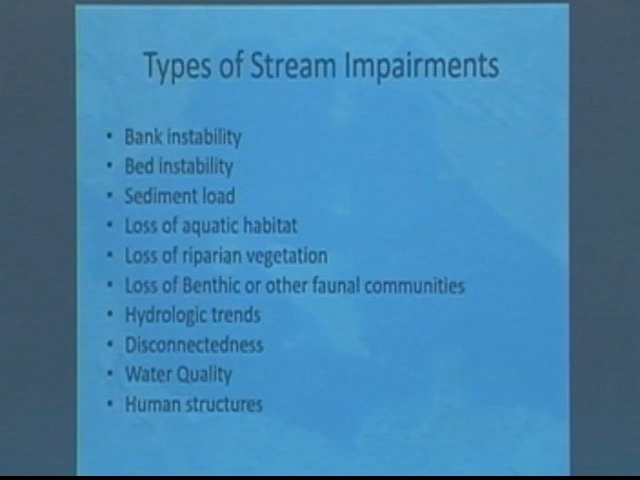 Types of Stream Impairments
• Bank instability
• Bed instability
• Sediment load
• Loss of aquatic habitat
• Loss of riparian vegetation
• Loss of Benthic or other faunal communities
• Hydrologic trends
• Disconnectedness
• Water Quality
• Human structures